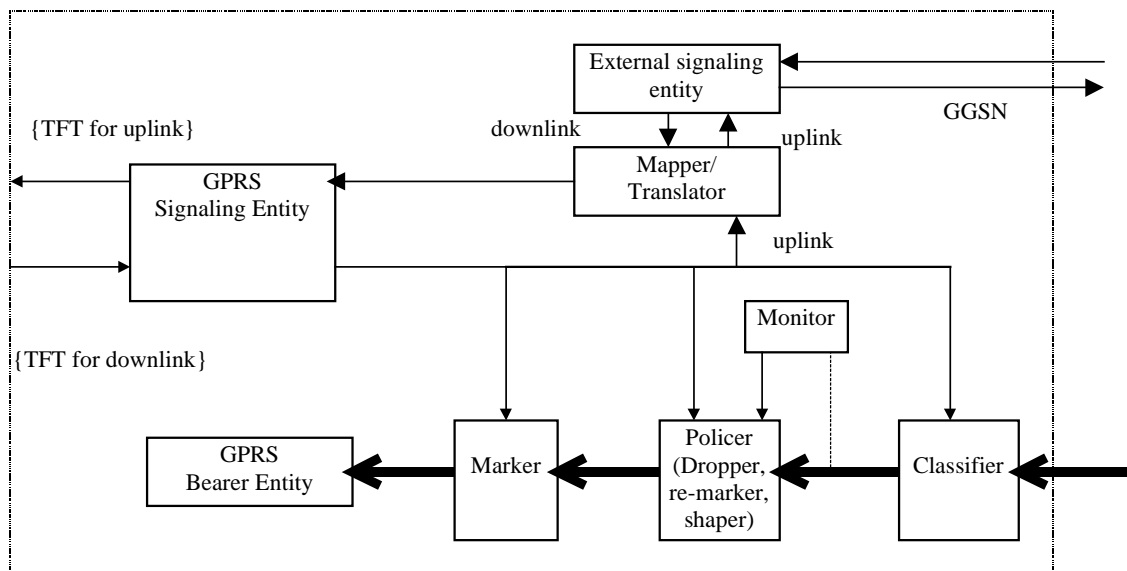 External signaling
entity
GGSN
{TFT for uplink}
downlink
uplink
GPRS
Signaling Entity
Mapper/
Translator
uplink
Monitor
{TFT for downlink}
GPRS
Bearer Entity
Marker
Policer
(Dropper,
re-marker,
shaper)
Classifier